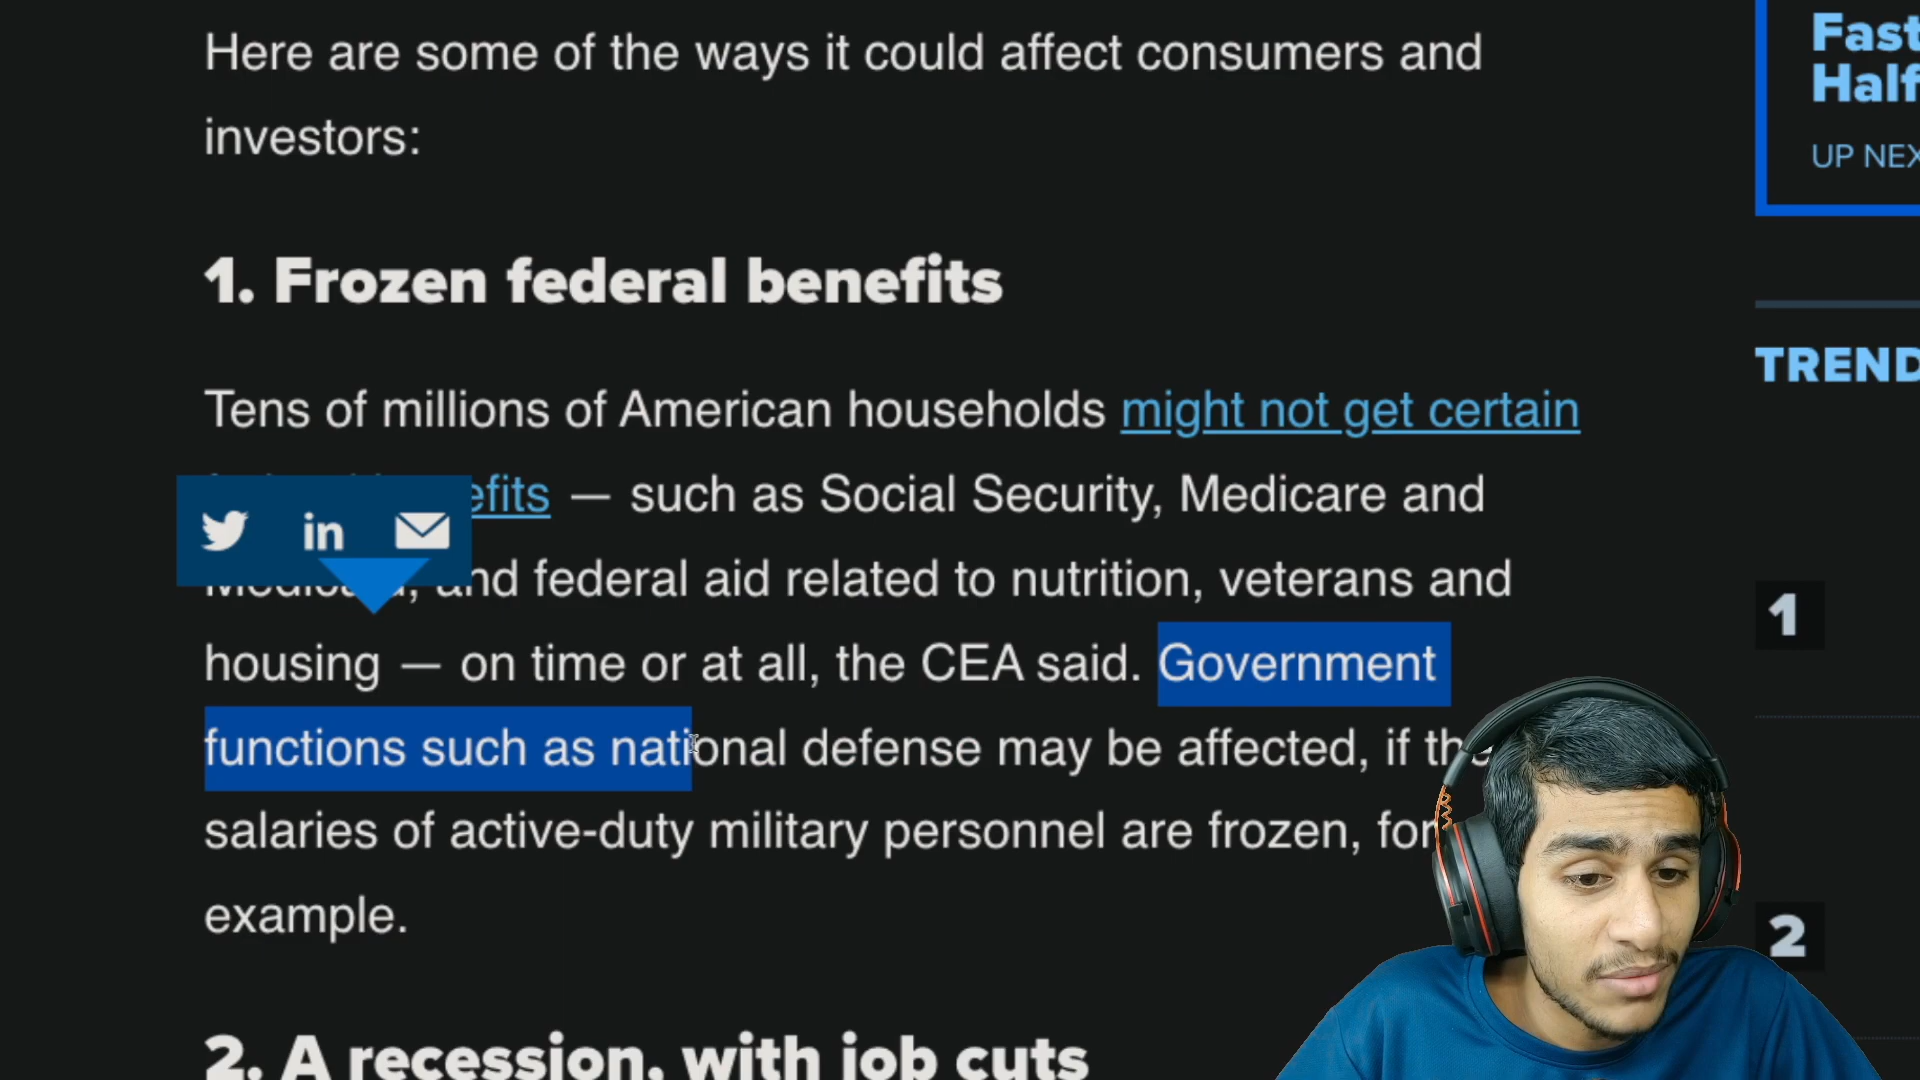 Here are some of the ways it could affect consumers and
investors:
1. Frozen federal benefits
Tens of millions of American households might not get certain
— such as Social Security, Medicare and
and federal aid related to nutrition, veterans and
housing — on time or at all, the CEA said. Government
functions such as national defense may be affected, if
salaries of active-duty military personnel are frozen, for
example.
2. A recession, with job cuts
in
Fast
Half
UP NEX
TREND
1
2